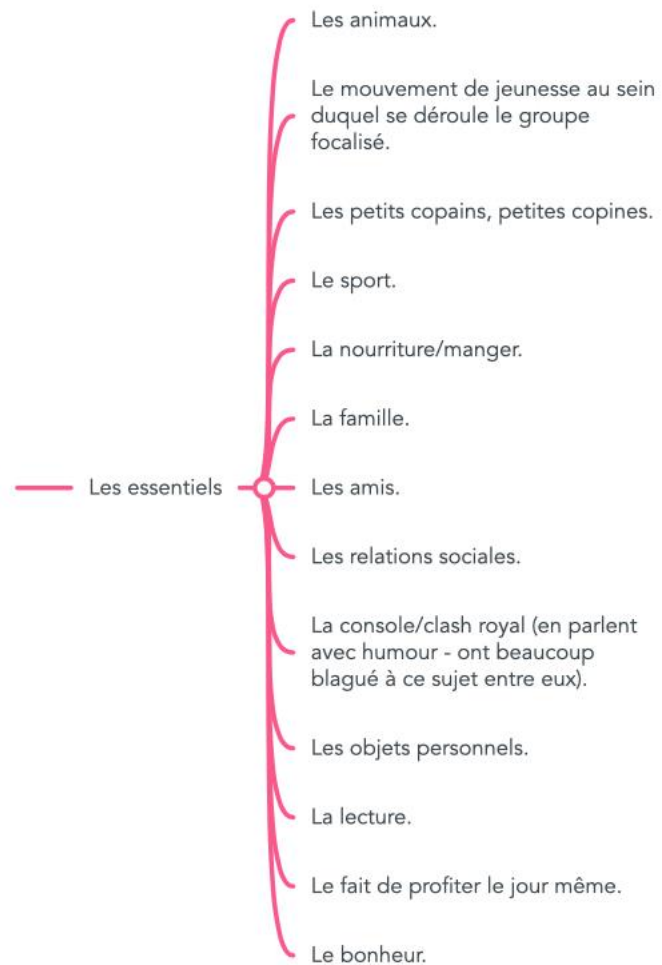 Les animaux.
Le mouvement de jeunesse au sein
duquel se déroule le groupe
focalisé.
Les petits copains, petites copines.
Le sport.
La nourriture/manger.
La famille.
Les essentiels
Les amis.
Les relations sociales.
La console/clash royal (en parlent
avec humour - ont beaucoup
blagué à ce sujet entre eux).
Les objets personnels.
La lecture.
Le fait de profiter le jour même.
Le bonheur.